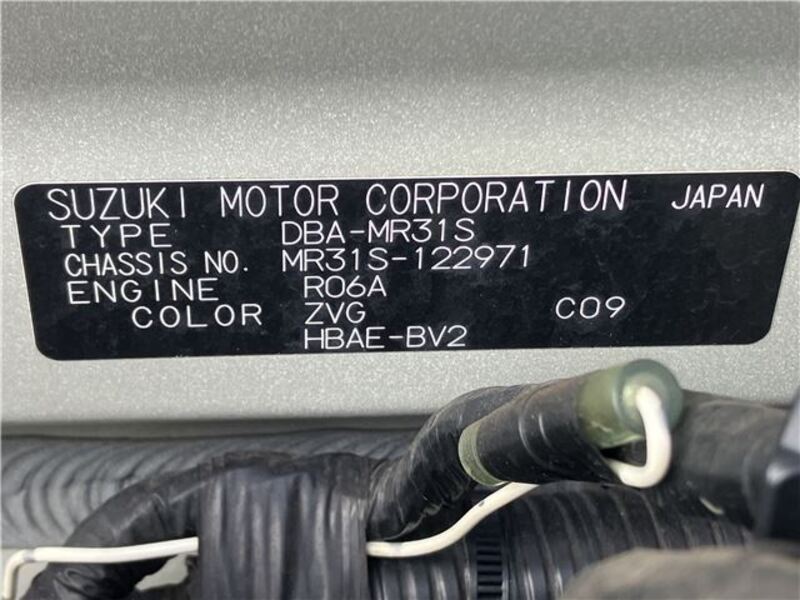 SUZUKI MOTOR CORPORATION JAPAN
TYPE DBA-MR31S
CHASSIS NO. MR31S-122971
ENGINE R06A
COLOR ZVG C09
HBAE-BV2